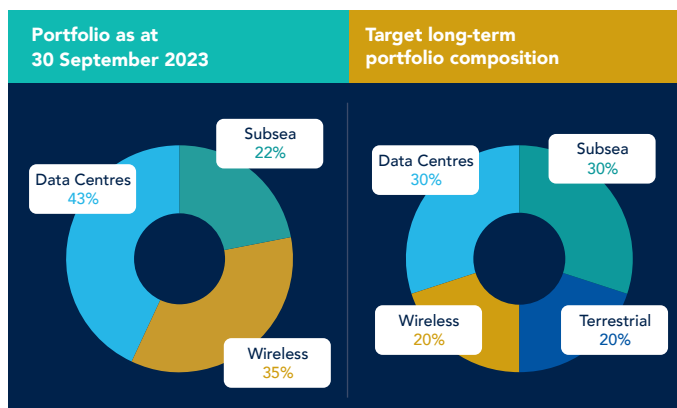 Portfolio as at
30 September 2023
Target long-term
portfolio composition
Subsea
22%
Data Centres
43%
Wireless
35%
Data Centres
30%
Subsea
30%
Wireless
20%
Terrestrial
20%